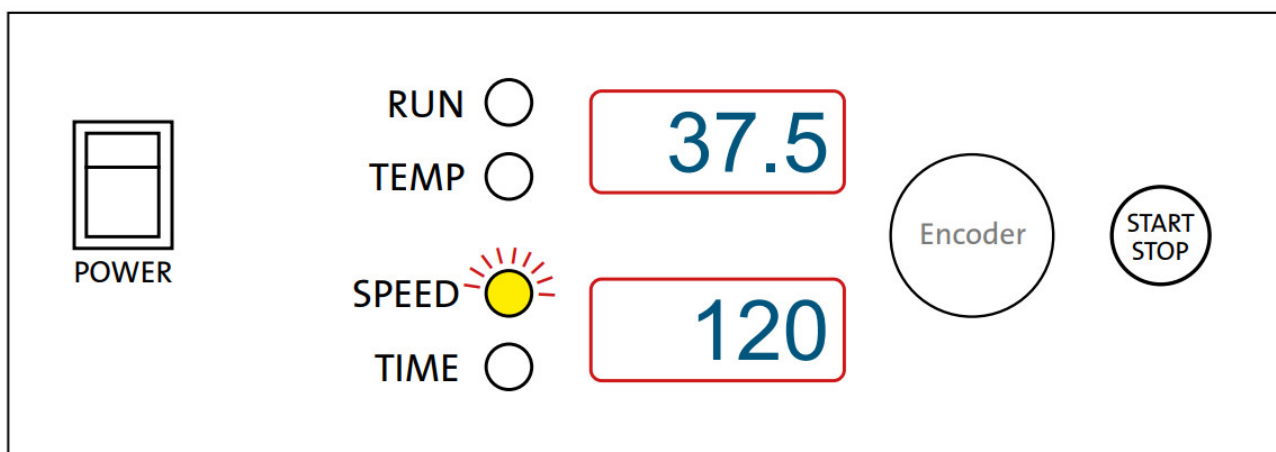 RUN
37.5
TEMP
POWER
SPEED
120
TIME
Encoder
START
STOP